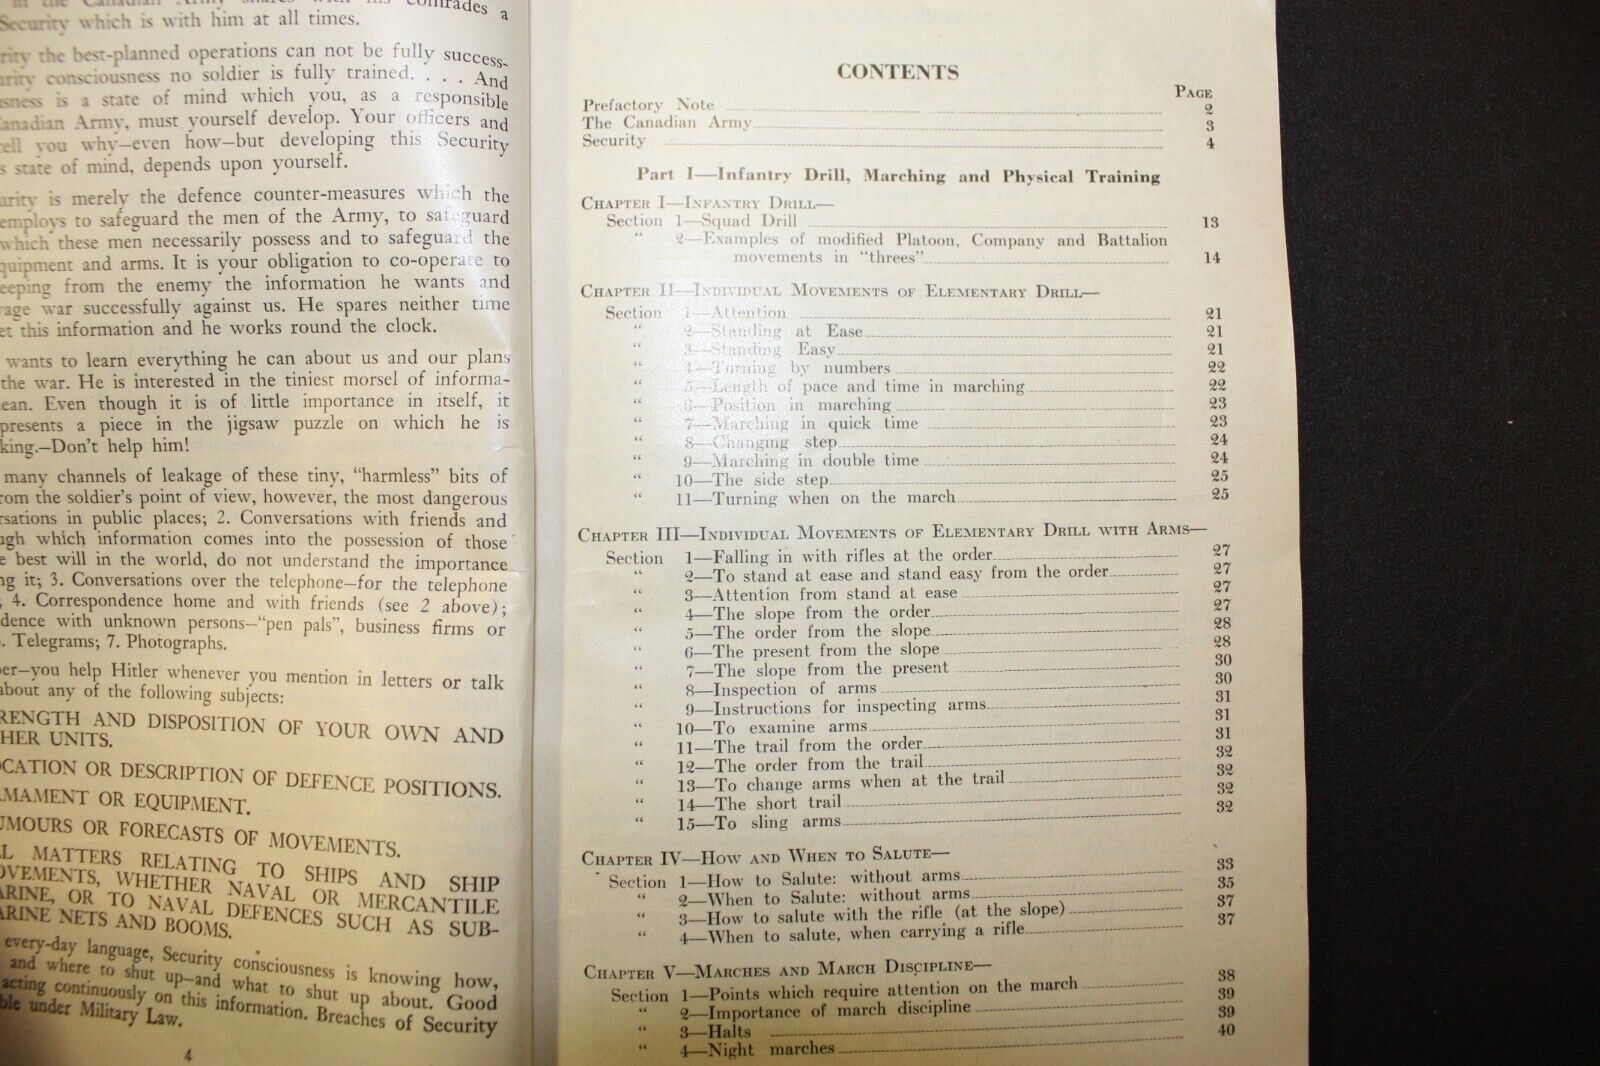 in the Canadian Army shares with his comrades a
Security which is with him at all times.
rity the best-planned operations can not be fully success-
urity consciousness no soldier is fully trained. . . . And
usness is a state of mind which you, as a responsible
Canadian Army, must yourself develop. Your officers and
tell you why—even how—but developing this Security
s state of mind, depends upon yourself.
urity is merely the defence counter-measures which the
employs to safeguard the men of the Army, to safeguard
which these men necessarily possess and to safeguard the
quipment and arms. It is your obligation to co-operate to
eeping from the enemy the information he wants and
age war successfully against us. He spares neither time
et this information and he works round the clock.
wants to learn everything he can about us and our plans
the war. He is interested in the tiniest morsel of informa-
lean. Even though it is of little importance in itself, it
presents a piece in the jigsaw puzzle on which he is
king.—Don't help him!
many channels of leakage of these tiny, "harmless" bits of
rom the soldier's point of view, however, the most dangerous
rsations in public places; 2. Conversations with friends and
ugh which information comes into the possession of those
e best will in the world, do not understand the importance
ng it; 3. Conversations over the telephone—for the telephone
; 4. Correspondence home and with friends (see 2 above);
dence with unknown persons—"pen pals", business firms or
. Telegrams; 7. Photographs.
er—you help Hitler whenever you mention in letters or talk
about any of the following subjects:
RENGTH AND DISPOSITION OF YOUR OWN AND
HER UNITS.
OCATION OR DESCRIPTION OF DEFENCE POSITIONS.
RMAMENT OR EQUIPMENT.
UMOURS OR FORECASTS OF MOVEMENTS.
LL MATTERS RELATING TO SHIPS AND SHIP
OVEMENTS, WHETHER NAVAL OR MERCANTILE
ARINE, OR TO NAVAL DEFENCES SUCH AS SUB-
ARINE NETS AND BOOMS.
every-day language, Security consciousness is knowing how,
and where to shut up—and what to shut up about. Good
acting continuously on this information. Breaches of Security
ble under Military Law.
4
CONTENTS
PAGE
Prefactory Note 2
The Canadian Army 3
Security 4
Part I—Infantry Drill, Marching and Physical Training
CHAPTER I—INFANTRY DRILL—
Section 1—Squad Drill 13
" 2—Examples of modified Platoon, Company and Battalion
movements in "threes" 14
CHAPTER II—INDIVIDUAL MOVEMENTS OF ELEMENTARY DRILL—
Section 1—Attention 21
" 2—Standing at Ease 21
" 3—Standing Easy 21
" 4—Turning by numbers 22
" 5—Length of pace and time in marching 22
" 6—Position in marching 23
" 7—Marching in quick time 23
" 8—Changing step 24
" 9—Marching in double time 24
" 10—The side step 25
" 11—Turning when on the march 25
CHAPTER III—INDIVIDUAL MOVEMENTS OF ELEMENTARY DRILL WITH ARMS—
Section 1—Falling in with rifles at the order 27
" 2—To stand at ease and stand easy from the order 27
" 3—Attention from stand at ease 27
" 4—The slope from the order 27
" 5—The order from the slope 28
" 6—The present from the slope 28
" 7—The slope from the present 30
" 8—Inspection of arms 30
" 9—Instructions for inspecting arms 31
" 10—To examine arms 31
" 11—The trail from the order 31
" 12—The order from the trail 32
" 13—To change arms when at the trail 32
" 14—The short trail 32
" 15—To sling arms 32
CHAPTER IV—HOW AND WHEN TO SALUTE—
Section 1—How to Salute: without arms 33
" 2—When to Salute: without arms 35
" 3—How to salute with the rifle (at the slope) 37
" 4—When to salute, when carrying a rifle 37
CHAPTER V—MARCHES AND MARCH DISCIPLINE—
Section 1—Points which require attention on the march 38
" 2—Importance of march discipline 39
" 3—Halts 39
" 4—Night marches 40